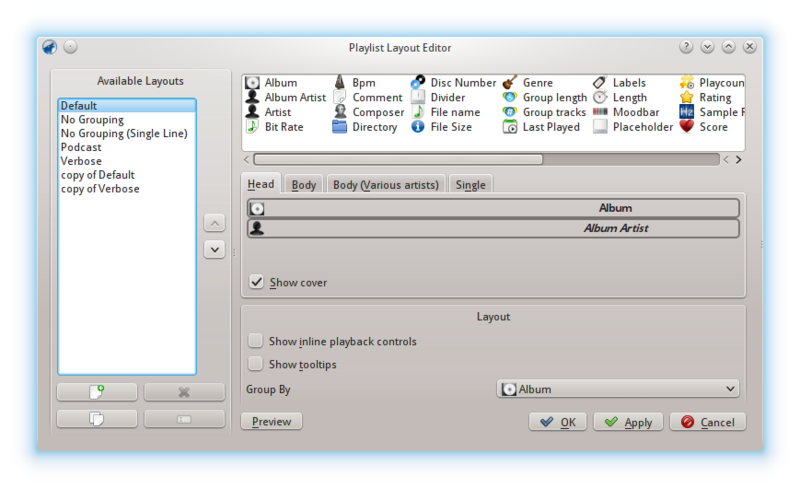 Playlist Layout Editor
Available Layouts
Default
No Grouping
No Grouping (Single Line)
Podcast
Verbose
copy of Default
copy of Verbose
Album Bpm Disc Number Genre Labels Playcoun
Album Artist Comment Divider Group length Length Rating
Artist Composer File name Group tracks Moodbar Sample R
Bit Rate Directory File Size Last Played Placeholder Score
Head Body Body (Various artists) Single
Album
Album Artist
Show cover
Layout
Show inline playback controls
Show tooltips
Group By Album
Preview OK Apply Cancel